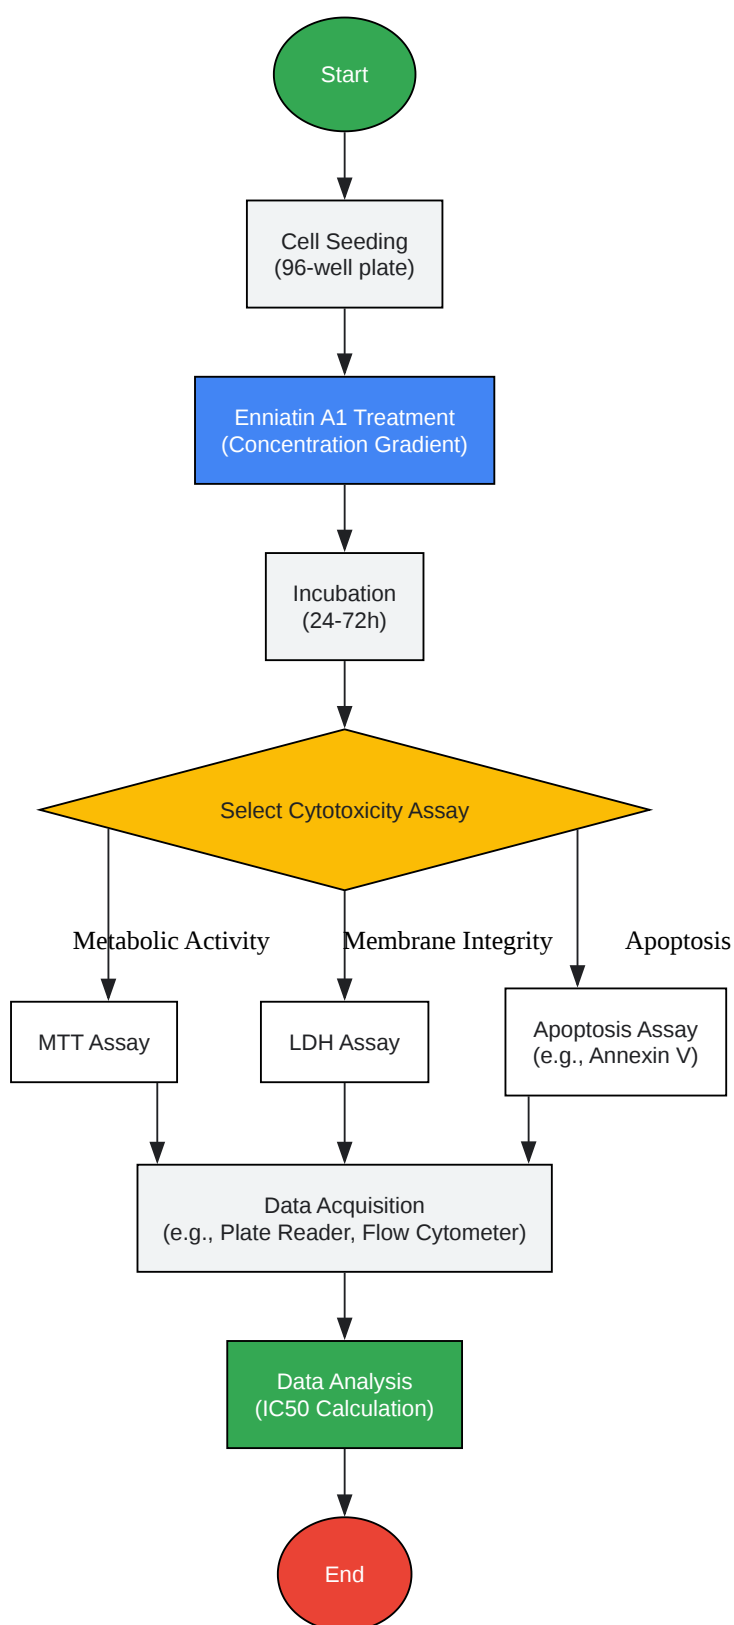 Start
Cell Seeding
(96-well plate)
Enniatin A1 Treatment
(Concentration Gradient)
Incubation
(24-72h)
Select Cytotoxicity Assay
Metabolic Activity
Membrane Integrity
Apoptosis
MTT Assay
LDH Assay
Apoptosis Assay
(e.g., Annexin V)
Data Acquisition
(e.g., Plate Reader, Flow Cytometer)
Data Analysis
(IC50 Calculation)
End